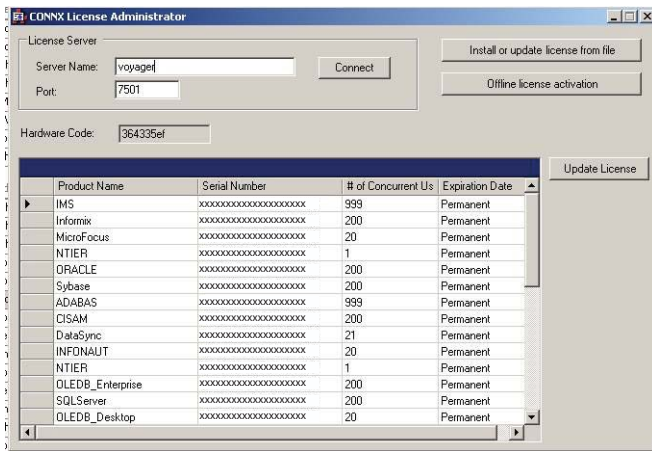 CONNX License Administrator
License Server
Server Name: voyager Connect
Port: 7501
Install or update license from file
Offline license activation
Hardware Code: 364335ef
Update License
Product Name Serial Number # of Concurrent Us Expiration Date
IMS xxxxxxxxxxxxxxxxxxxx 999 Permanent
Informix xxxxxxxxxxxxxxxxxxxx 200 Permanent
MicroFocus xxxxxxxxxxxxxxxxxxxx 20 Permanent
NTIER xxxxxxxxxxxxxxxxxxxx 1 Permanent
ORACLE xxxxxxxxxxxxxxxxxxxx 200 Permanent
Sybase xxxxxxxxxxxxxxxxxxxx 200 Permanent
ADABAS xxxxxxxxxxxxxxxxxxxx 999 Permanent
CISAM xxxxxxxxxxxxxxxxxxxx 200 Permanent
DataSync xxxxxxxxxxxxxxxxxxxx 21 Permanent
INFONAUT xxxxxxxxxxxxxxxxxxxx 20 Permanent
NTIER xxxxxxxxxxxxxxxxxxxx 1 Permanent
OLEDB_Enterprise xxxxxxxxxxxxxxxxxxxx 200 Permanent
SQLServer xxxxxxxxxxxxxxxxxxxx 200 Permanent
OLEDB_Desktop xxxxxxxxxxxxxxxxxxxx 20 Permanent